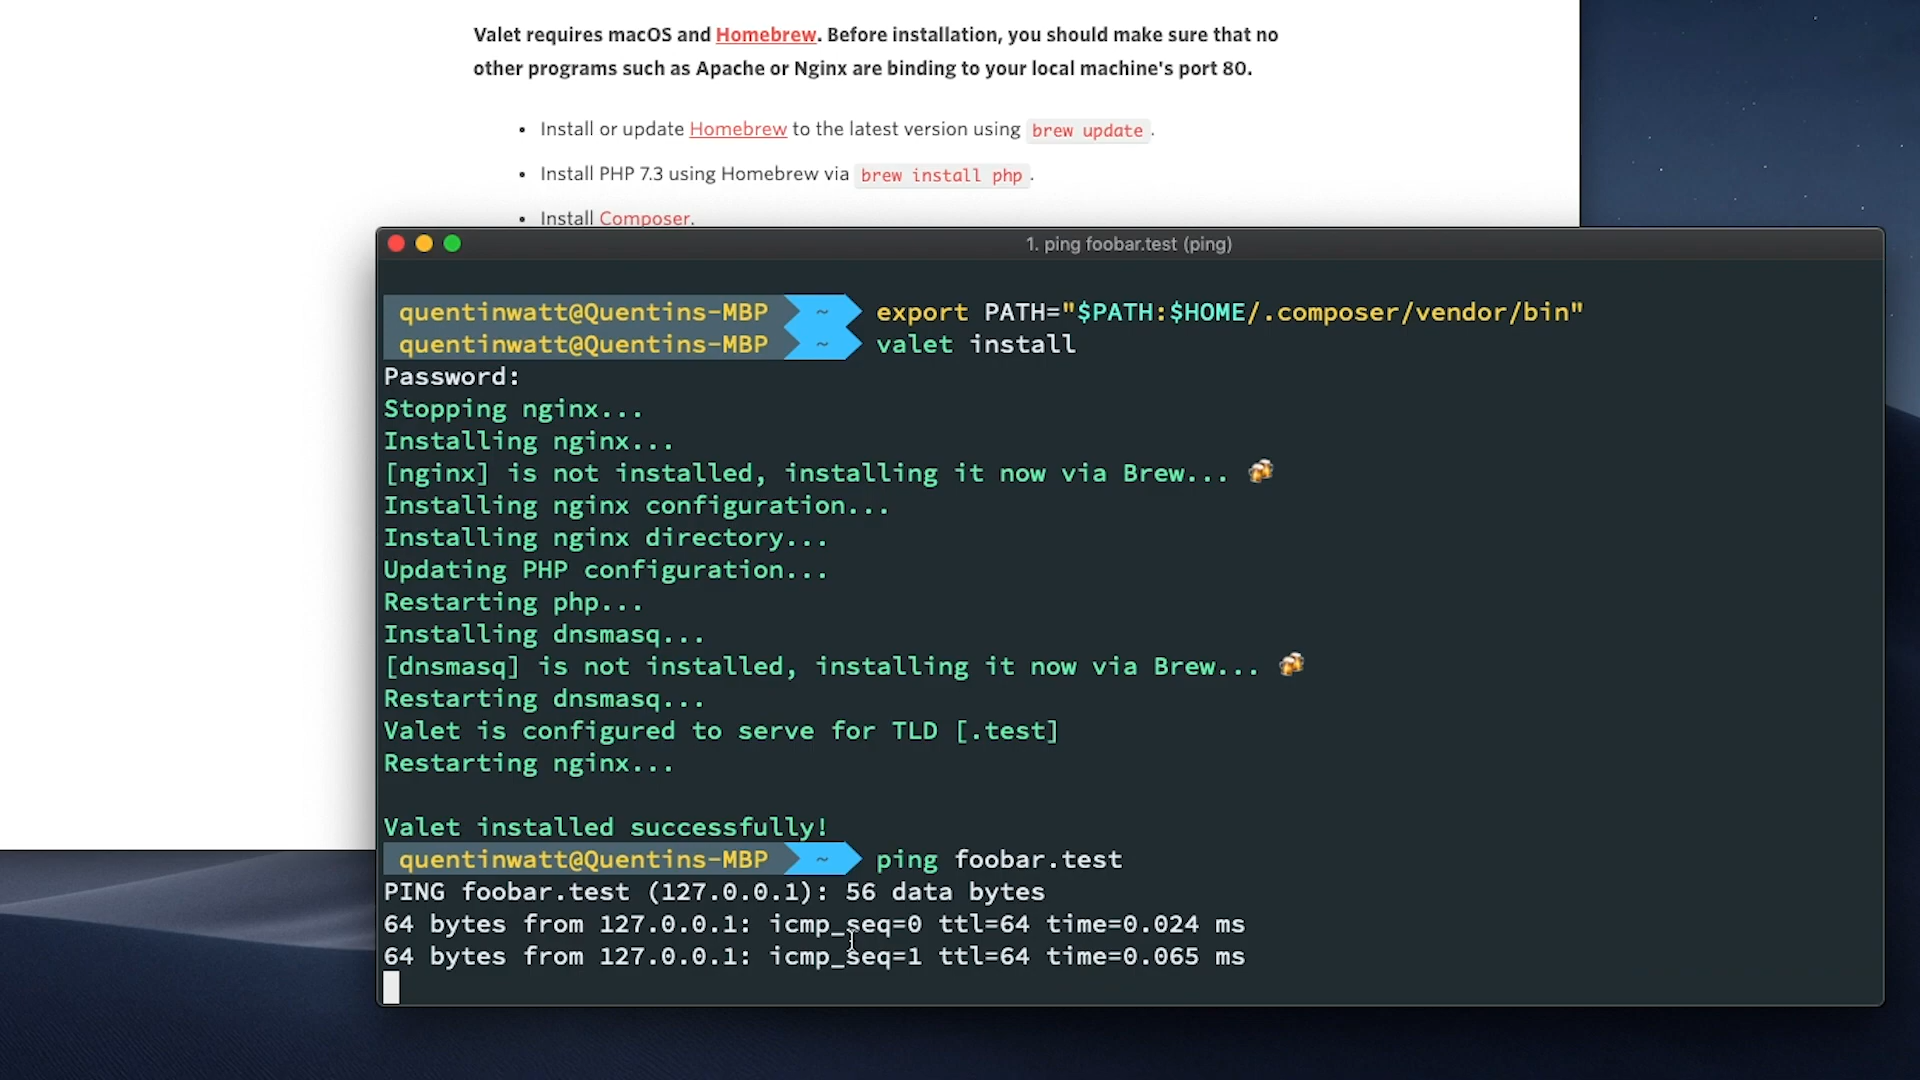 Valet requires macOS and Homebrew. Before installation, you should make sure that no
other programs such as Apache or Nginx are binding to your local machine's port 80.
• Install or update Homebrew to the latest version using brew update.
• Install PHP 7.3 using Homebrew via brew install php.
• Install Composer.
1. ping foobar.test (ping)
quentinwatt@Quentins-MBP ~ export PATH="$PATH:$HOME/.composer/vendor/bin"
quentinwatt@Quentins-MBP ~ valet install
Password:
Stopping nginx...
Installing nginx...
[nginx] is not installed, installing it now via Brew... 🍻
Installing nginx configuration...
Installing nginx directory...
Updating PHP configuration...
Restarting php...
Installing dnsmasq...
[dnsmasq] is not installed, installing it now via Brew... 🍻
Restarting dnsmasq...
Valet is configured to serve for TLD [.test]
Restarting nginx...
Valet installed successfully!
quentinwatt@Quentins-MBP ~ ping foobar.test
PING foobar.test (127.0.0.1): 56 data bytes
64 bytes from 127.0.0.1: icmp_seq=0 ttl=64 time=0.024 ms
64 bytes from 127.0.0.1: icmp_seq=1 ttl=64 time=0.065 ms